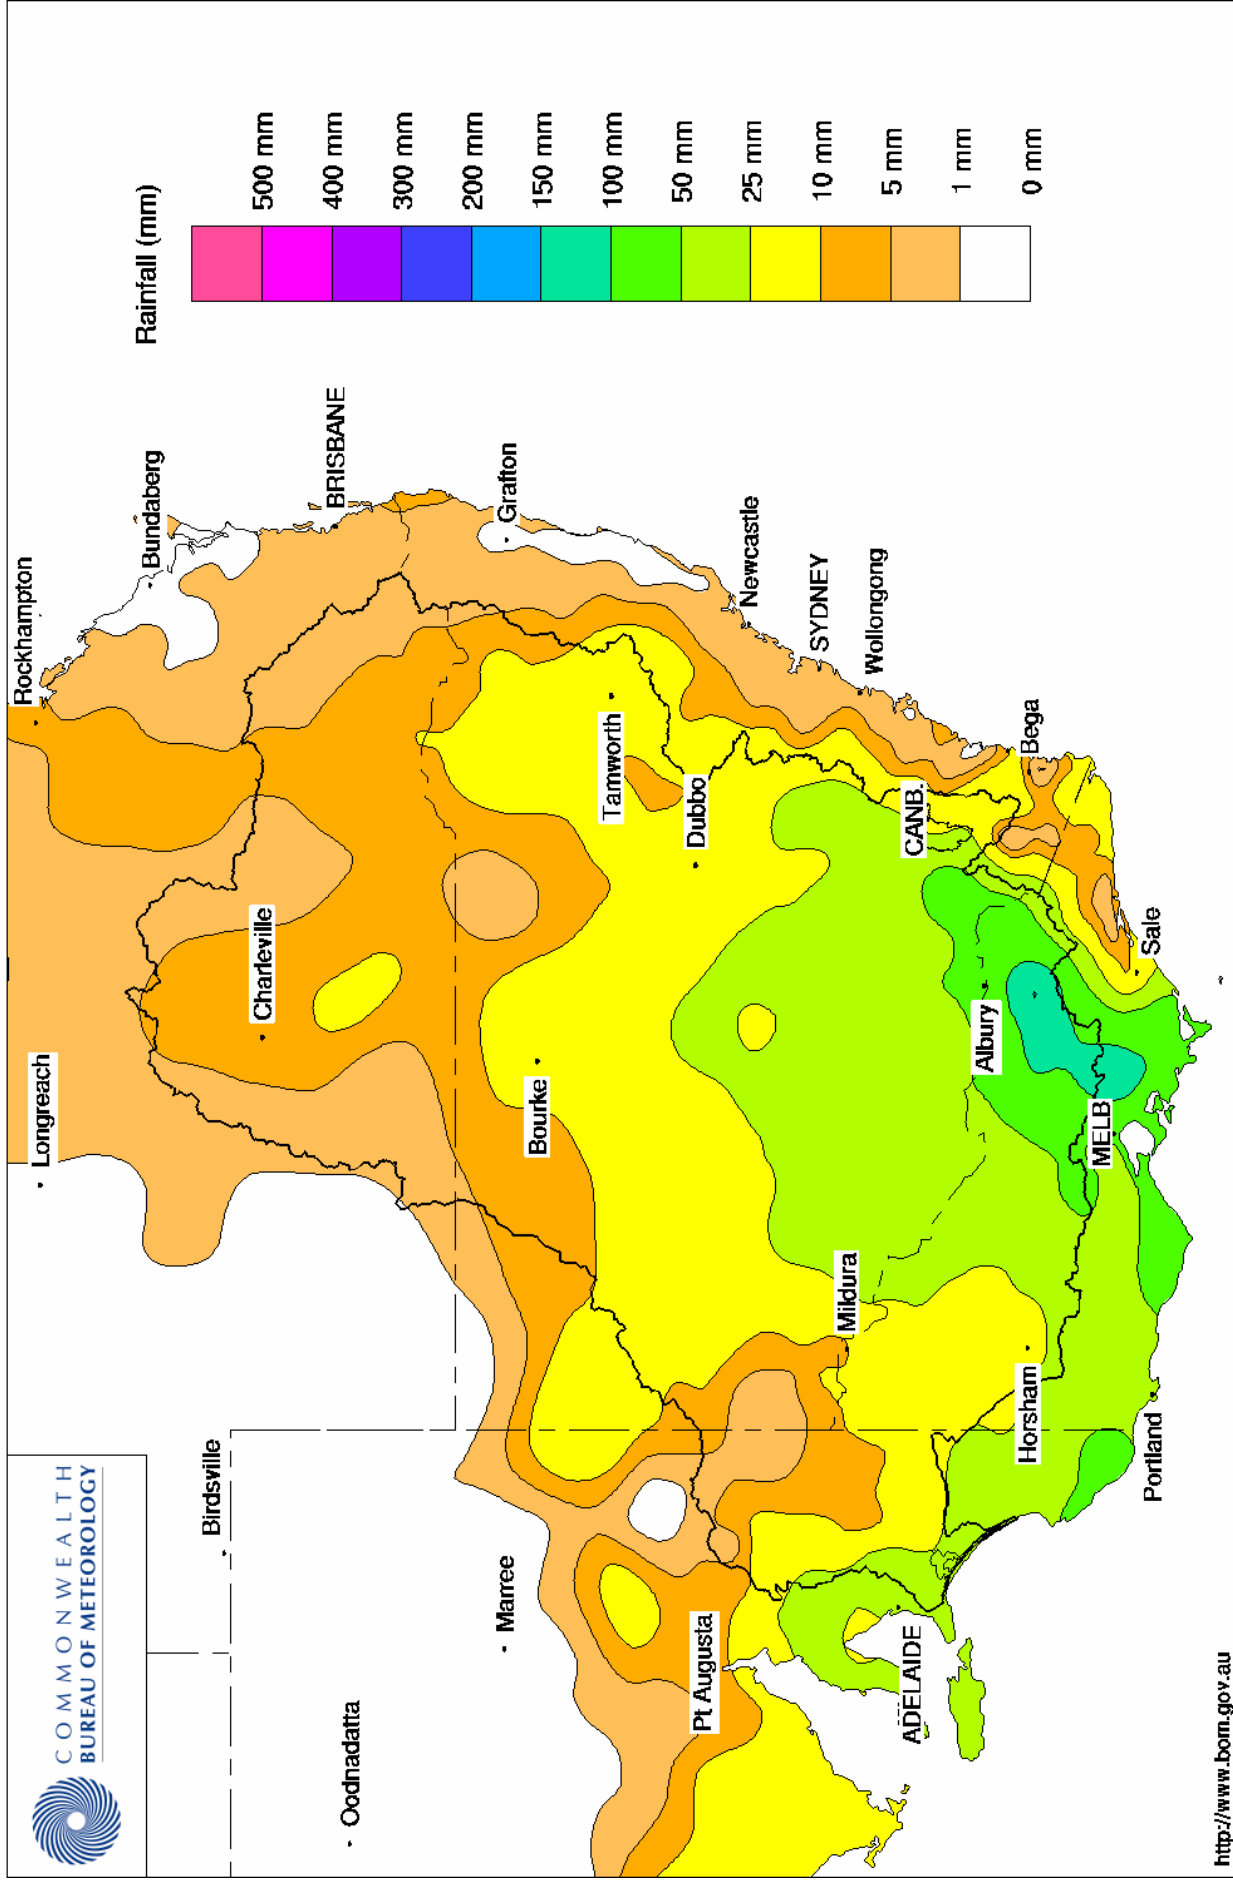 COMMONWEALTH
BUREAU OF METEOROLOGY
Rainfall (mm)
500 mm
400 mm
300 mm
200 mm
150 mm
100 mm
50 mm
25 mm
10 mm
5 mm
1 mm
0 mm
Longreach
Rockhampton
Bundaberg
Birdsville
Charleville
BRISBANE
Oodnadatta
Marree
Bourke
Grafton
Tamworth
Pt Augusta
Dubbo
Newcastle
Mildura
SYDNEY
Wollongong
ADELAIDE
CANB.
Albury
Horsham
Bega
MELB
Portland
Sale
http://www.bom.gov.au